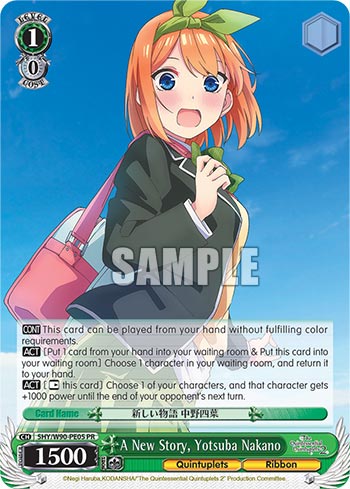 LEVEL
1
0
COST
SAMPLE
CONT This card can be played from your hand without fulfilling color
requirements.
ACT [Put 1 card from your hand into your waiting room & Put this card into
the waiting room] Choose 1 character in your waiting room, and return it
to your hand.
ACT [ this card] Choose 1 of your characters, and that character gets
+1000 power until the end of your opponent's next turn.
Card Name 新しい物語 中野四葉
CH 5HY/W90-PE05 PR
1500
A New Story, Yotsuba Nakano
Quintuplets Ribbon
©Negi Haruba,KODANSHA/"The Quintessential Quintuplets 2" Production Committee.